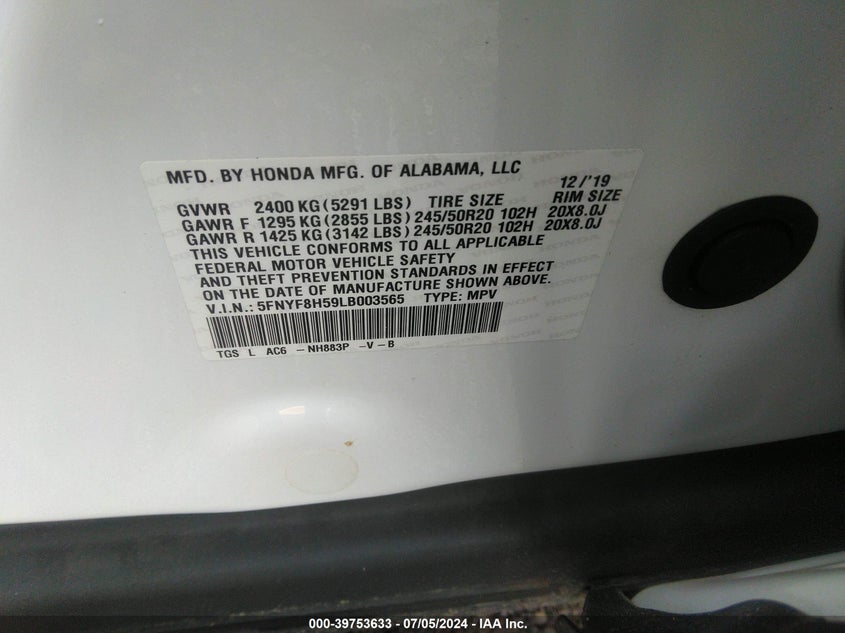 MFD. BY HONDA MFG. OF ALABAMA, LLC
12/'19
GVWR 2400 KG(5291 LBS) TIRE SIZE RIM SIZE
GAWR F 1295 KG(2855 LBS) 245/50R20 102H 20X8.0J
GAWR R 1425 KG(3142 LBS) 245/50R20 102H 20X8.0J
THIS VEHICLE CONFORMS TO ALL APPLICABLE
FEDERAL MOTOR VEHICLE SAFETY
AND THEFT PREVENTION STANDARDS IN EFFECT
ON THE DATE OF MANUFACTURE SHOWN ABOVE.
V.I.N.: 5FNYF8H59LB003565 TYPE: MPV
TGS L AC6 -NH883P -V-B
000-39753633 / 07/05/2024 - IAA Inc.